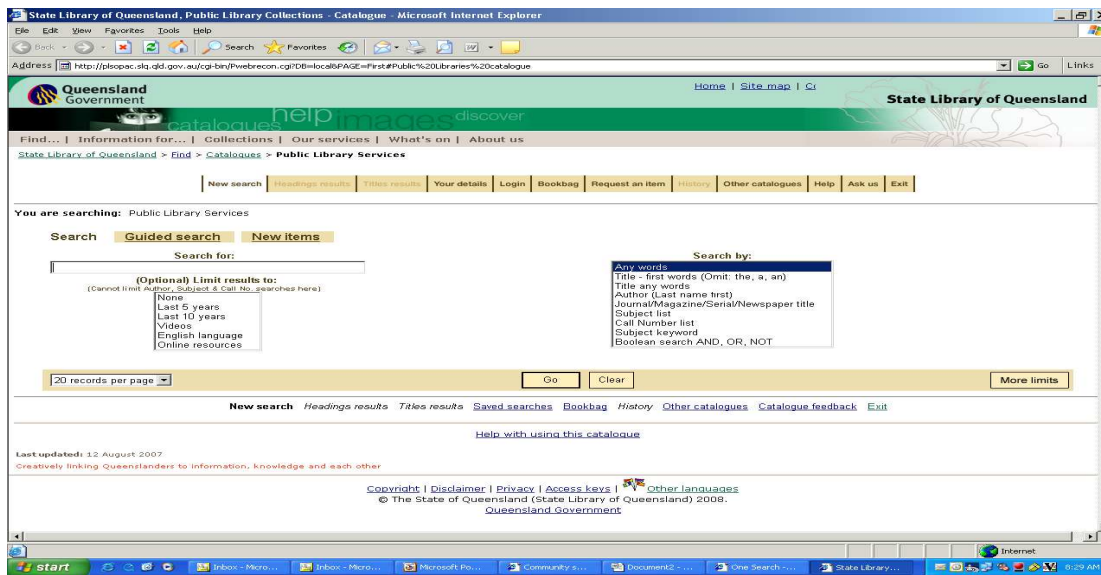 State Library of Queensland, Public Library Collections - Catalogue - Microsoft Internet Explorer
File Edit View Favorites Tools Help
Back Search Favorites
Address http://plsopac.slq.qld.gov.au/cgi-bin/Pwebrecon.cgi?DB=local&PAGE=First#Public%20Libraries%20catalogue Go Links
Queensland Government
Home | Site map |
State Library of Queensland
catalogues help images discover
Find... | Information for... | Collections | Our services | What's on | About us
State Library of Queensland > Find > Catalogues > Public Library Services
New search Headings results Titles results Your details Login Bookbag Request an item History Other catalogues Help Ask us Exit
You are searching: Public Library Services
Search Guided search New items
Search for:
(Optional) Limit results to:
(Cannot limit Author, Subject & Call No. searches here)
None
Last 5 years
Last 10 years
Videos
English language
Online resources
Search by:
Any words
Title - first words (Omit: the, a, an)
Title any words
Author (Last name first)
Journal/Magazine/Serial/Newspaper title
Subject list
Call Number list
Subject keyword
Boolean search AND, OR, NOT
20 records per page Go Clear More limits
New search Headings results Titles results Saved searches Bookbag History Other catalogues Catalogue feedback Exit
Help with using this catalogue
Last updated: 12 August 2007
Creatively linking Queenslanders to information, knowledge and each other
Copyright | Disclaimer | Privacy | Access keys | Other languages
© The State of Queensland (State Library of Queensland) 2008.
Queensland Government
Internet
start Inbox - Micro... Inbox - Micro... Microsoft Po... Community s... Document2 - ... One Search -... State Library... 8:29 AM